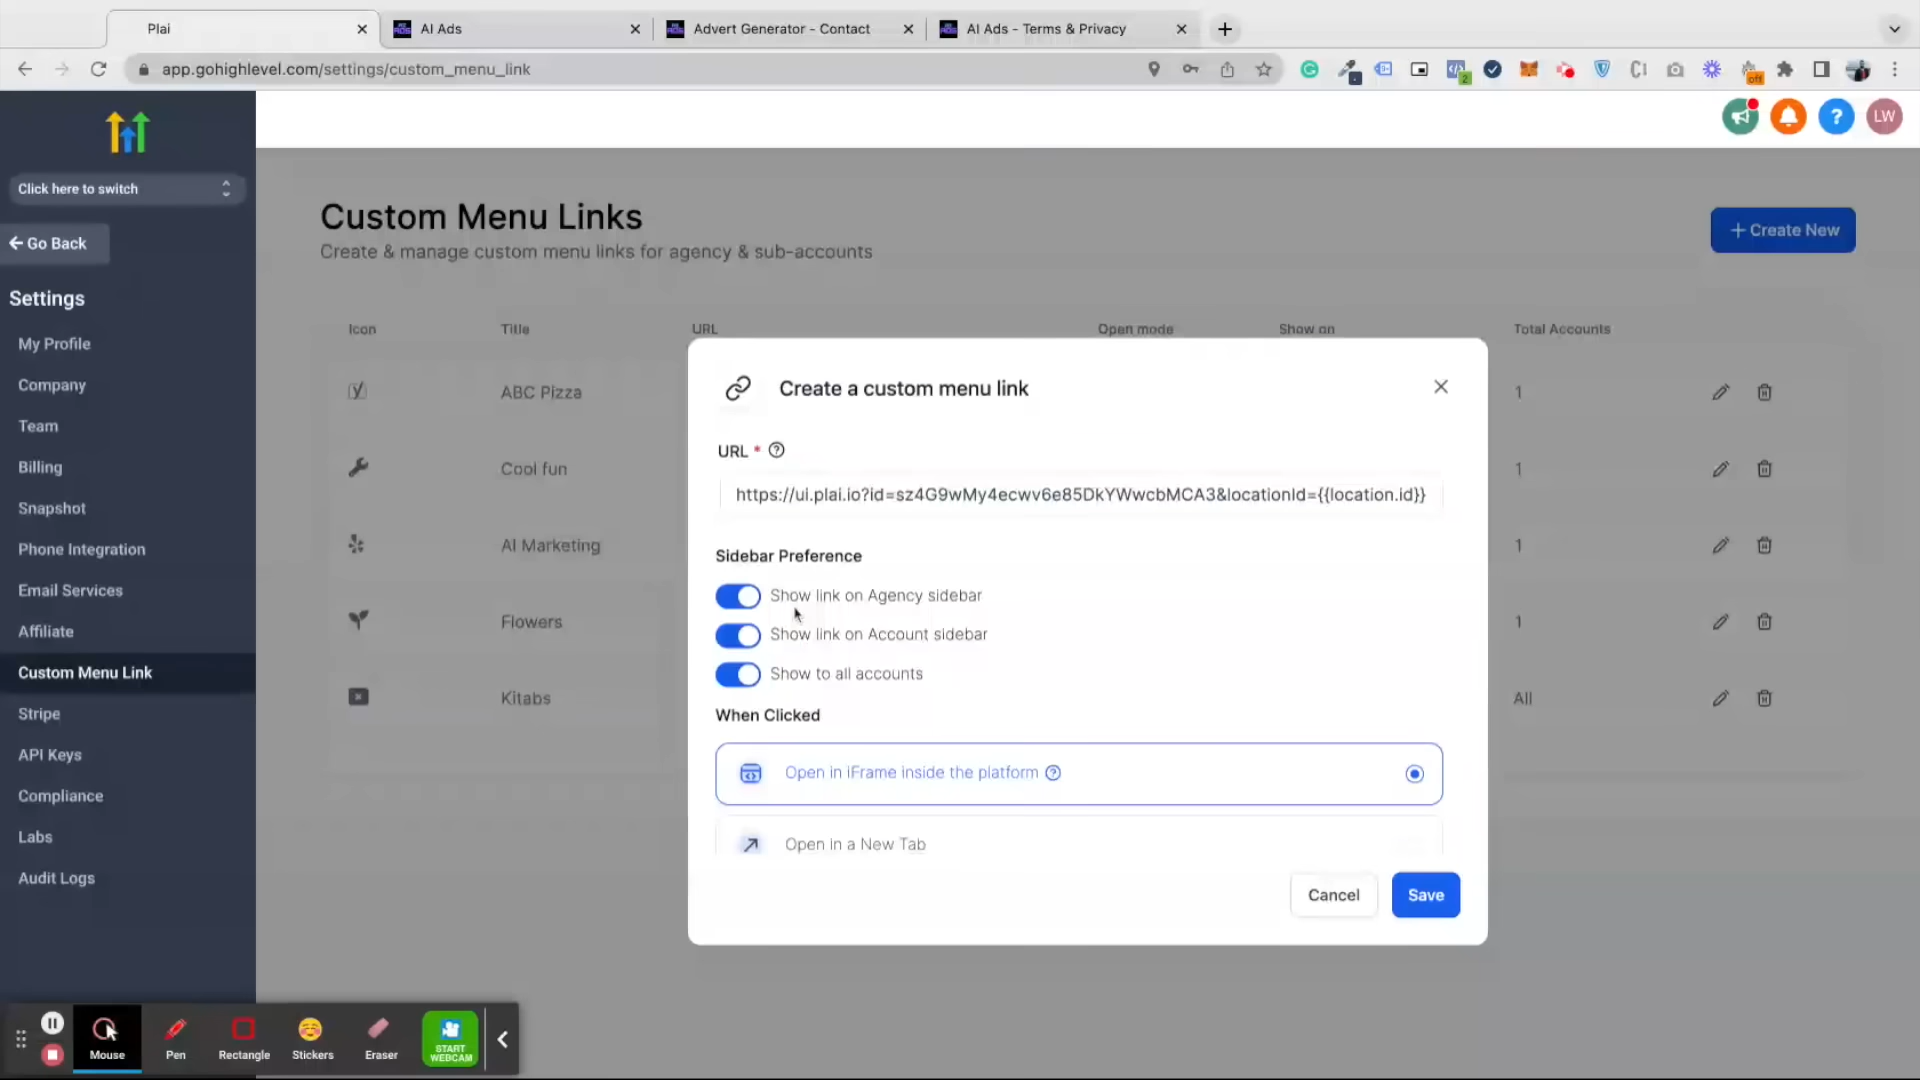 Plai
AI Ads
Advert Generator - Contact
AI Ads - Terms & Privacy
app.gohighlevel.com/settings/custom_menu_link
2
off
Click here to switch
Go Back
Settings
My Profile
Company
Team
Billing
Snapshot
Phone Integration
Email Services
Affiliate
Custom Menu Link
Stripe
API Keys
Compliance
Labs
Audit Logs
?
LW
Custom Menu Links
Create & manage custom menu links for agency & sub-accounts
+ Create New
Icon Title URL Open mode Show on Total Accounts
ABC Pizza 1
Cool fun 1
AI Marketing 1
Flowers 1
Kitabs All
Create a custom menu link
URL *
https://ui.plai.io?id=sz4G9wMy4ecwv6e85DkYWwcbMCA3&locationId={{location.id}}
Sidebar Preference
Show link on Agency sidebar
Show link on Account sidebar
Show to all accounts
When Clicked
Open in iFrame inside the platform
Open in a New Tab
Cancel
Save
Mouse
Pen
Rectangle
Stickers
Eraser
START
WEBCAM